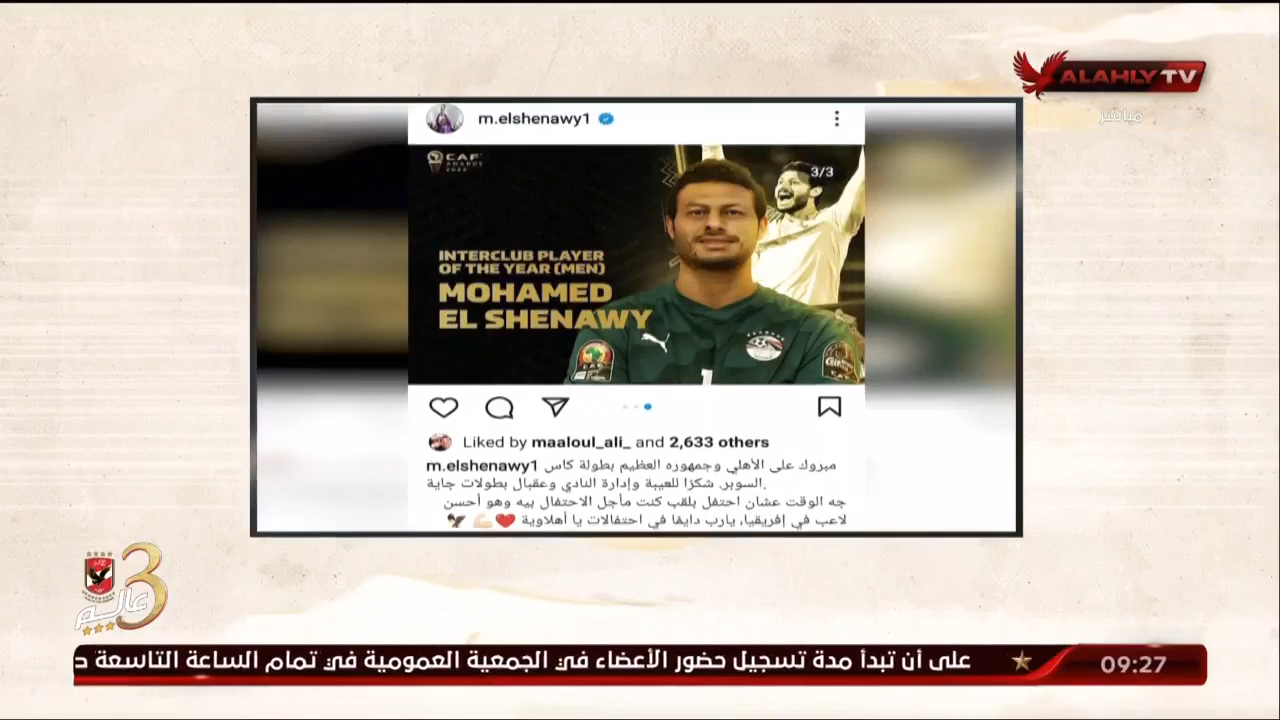 ALAHLY TV
مباشر
m.elshenawy1
CAF
AWARDS
2022
3/3
INTERCLUB PLAYER
OF THE YEAR (MEN)
MOHAMED
EL SHENAWY
Liked by maaloul_ali_ and 2,633 others
m.elshenawy1 مبروك على الأهلي وجمهوره العظيم بطولة كاس
السوبر. شكرًا للعيبة وإدارة النادي وعقبال بطولات جاية.
جه الوقت عشان احتفل بلقب كنت مأجل الاحتفال بيه وهو أحسن
لاعب في إفريقيا، يارب دايمًا في احتفالات يا أهلاوية ❤️💪🏻🦅
3
عالم
على أن تبدأ مدة تسجيل حضور الأعضاء في الجمعية العمومية في تمام الساعة التاسعة
09:27